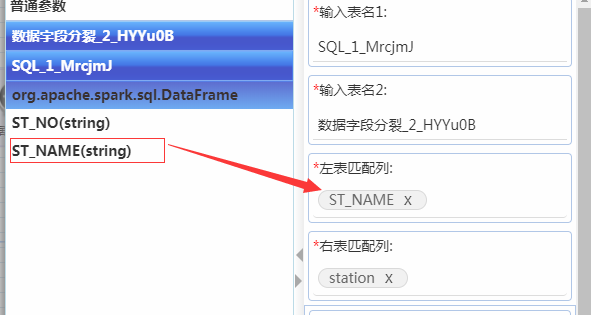 普通参数
数据字段分裂_2_HYYu0B
SQL_1_MrcjmJ
org.apache.spark.sql.DataFrame
ST_NO(string)
ST_NAME(string)
*输入表名1:
SQL_1_MrcjmJ
*输入表名2:
数据字段分裂_2_HYYu0B
*左表匹配列:
ST_NAME x
*右表匹配列:
station x